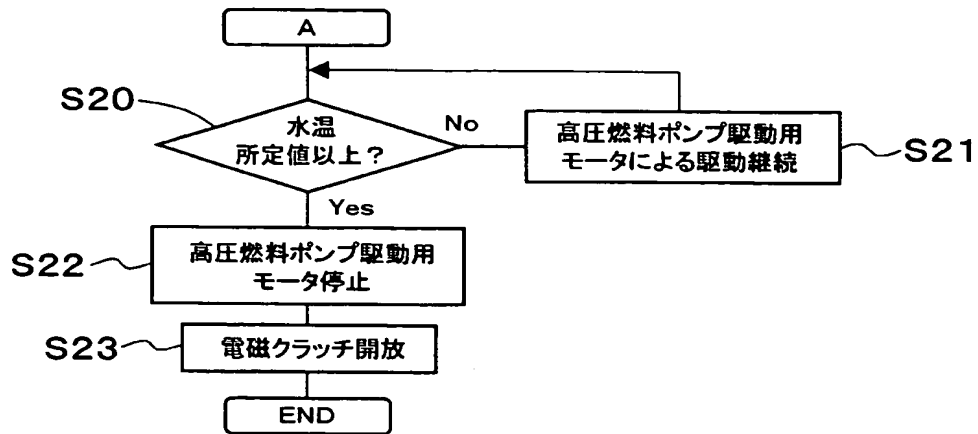 A
S20
水温
所定値以上?
No
高圧燃料ポンプ駆動用
モータによる駆動継続
S21
Yes
S22
高圧燃料ポンプ駆動用
モータ停止
S23
電磁クラッチ開放
END